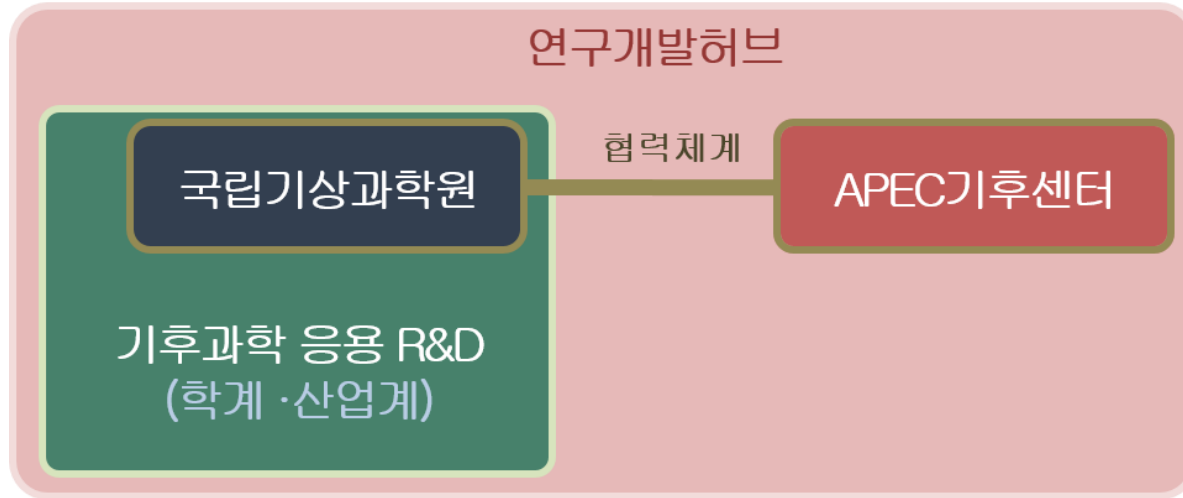 연구개발허브
국립기상과학원
협력체계
APEC기후센터
기후과학 응용 R&D
(학계 ·산업계)